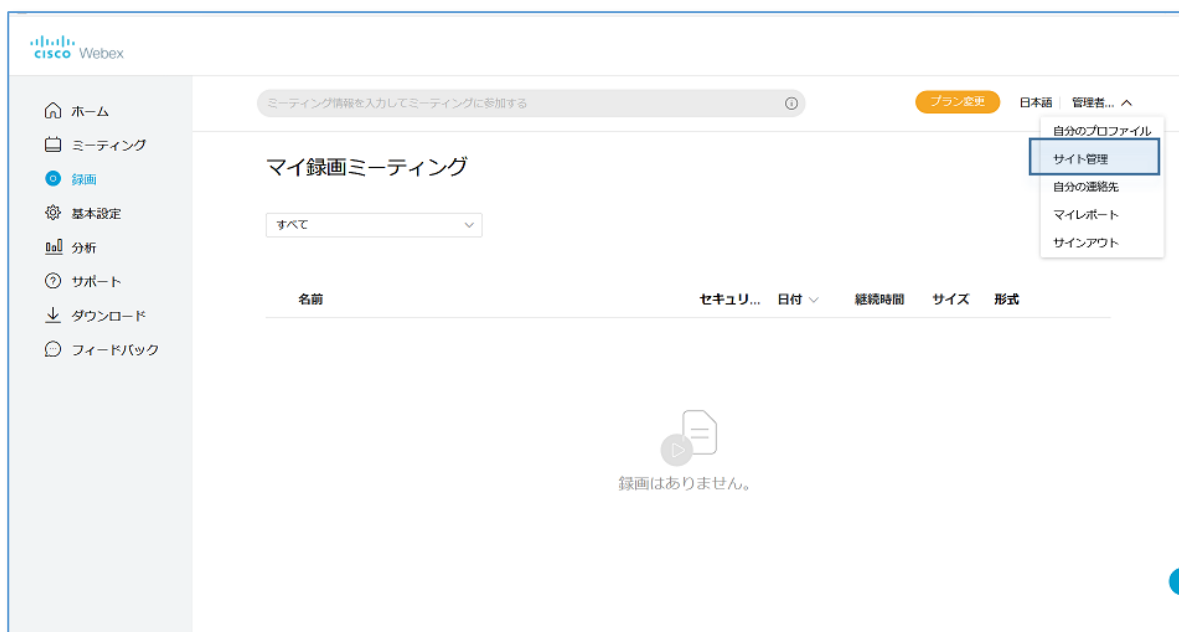 cisco Webex
ホーム
ミーティング
録画
基本設定
分析
サポート
ダウンロード
フィードバック
ミーティング情報を入力してミーティングに参加する
プラン変更
日本語
管理者...
自分のプロファイル
サイト管理
自分の連絡先
マイレポート
サインアウト
マイ録画ミーティング
すべて
名前 セキュリ... 日付 継続時間 サイズ 形式
録画はありません。